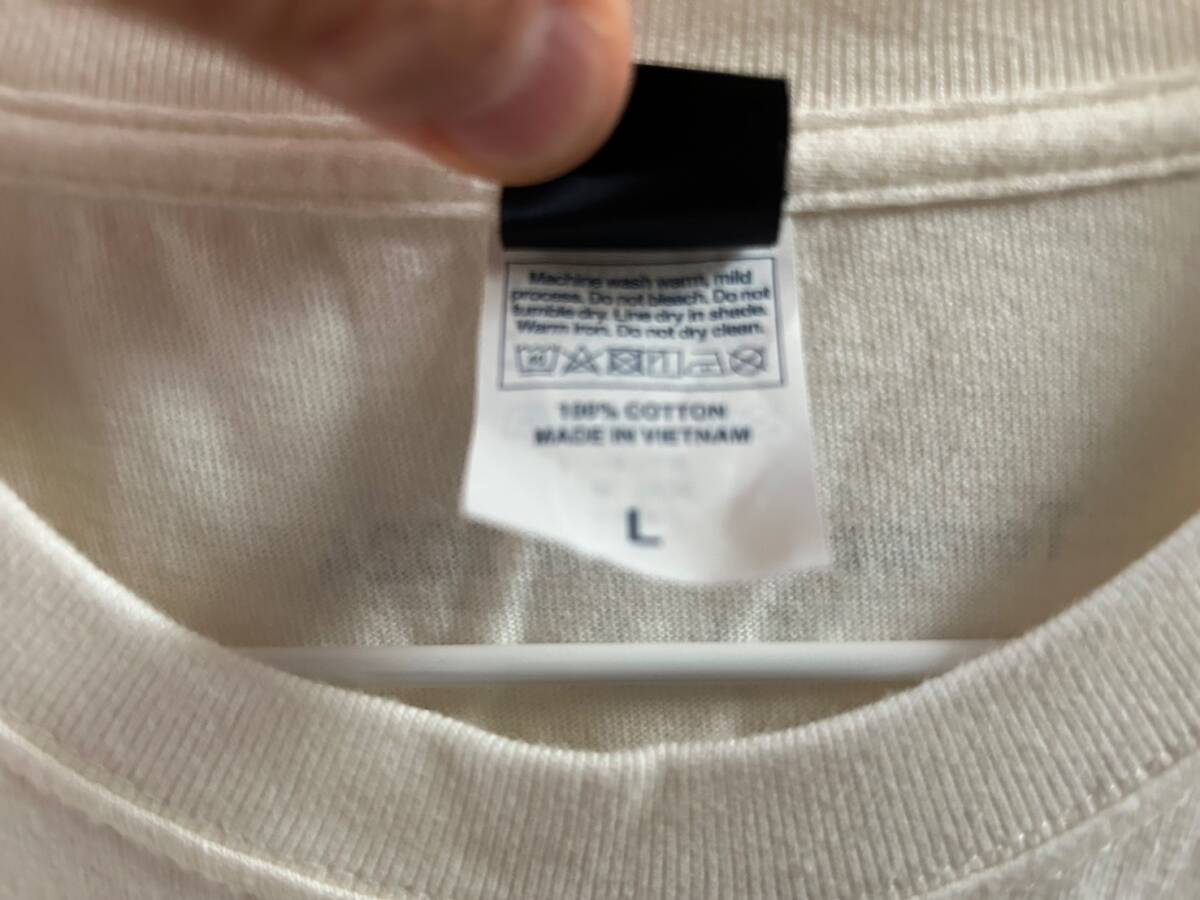 Machine wash warm, mild
process. Do not bleach. Do not
tumble dry. Line dry in shade.
Warm iron. Do not dry clean.
100% COTTON
MADE IN VIETNAM
L